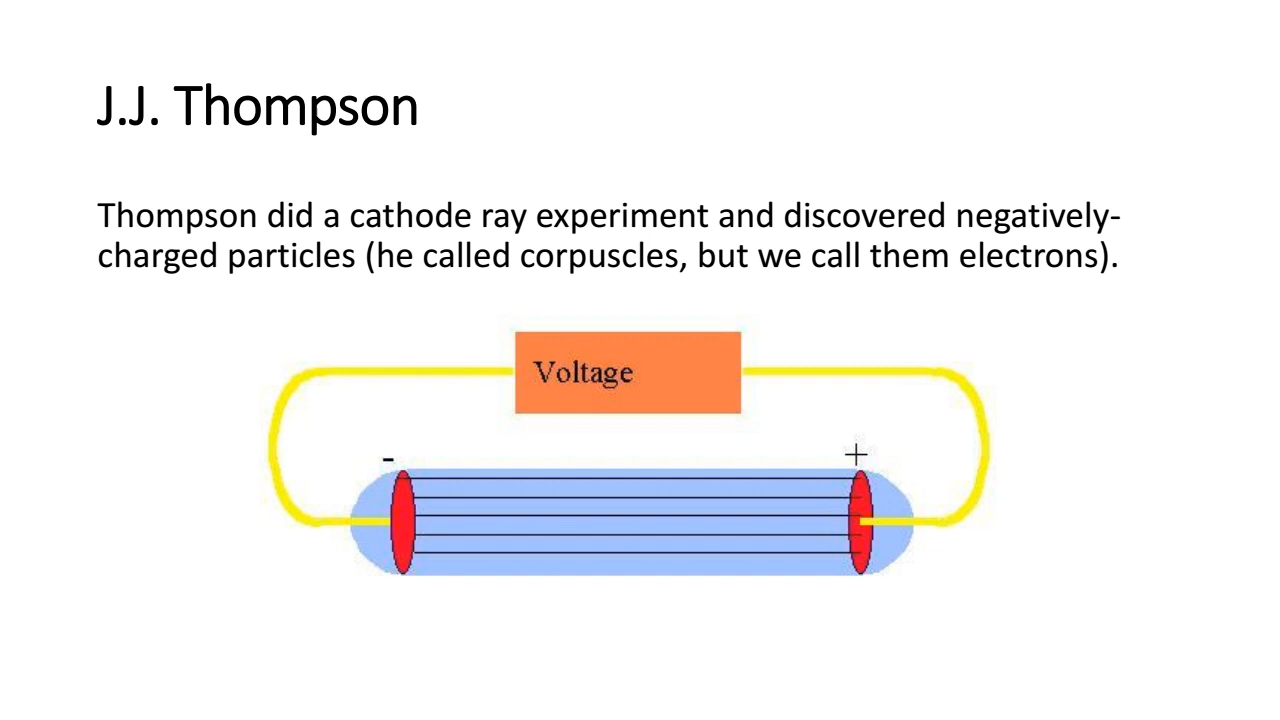 J.J. Thompson
Thompson did a cathode ray experiment and discovered negatively-
charged particles (he called corpuscles, but we call them electrons).
Voltage
- +